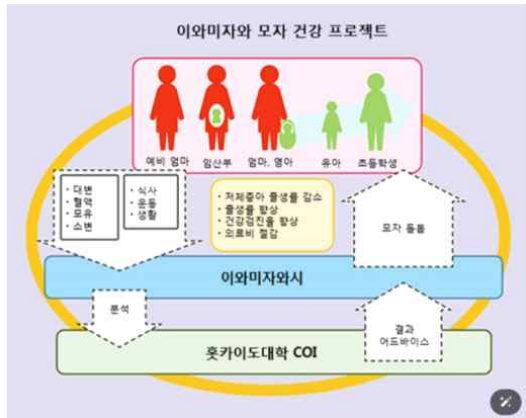 이와미자와 모자 건강 프로젝트
예비 엄마
임산부
엄마, 영아
유아
초등학생
· 대변
· 혈액
· 모유
· 소변
· 식사
· 운동
· 생활
· 저체중아 출생률 감소
· 출생률 향상
· 건강검진율 향상
· 의료비 절감
모자 돌봄
이와미자와시
분석
결과
어드바이스
홋카이도대학 COI